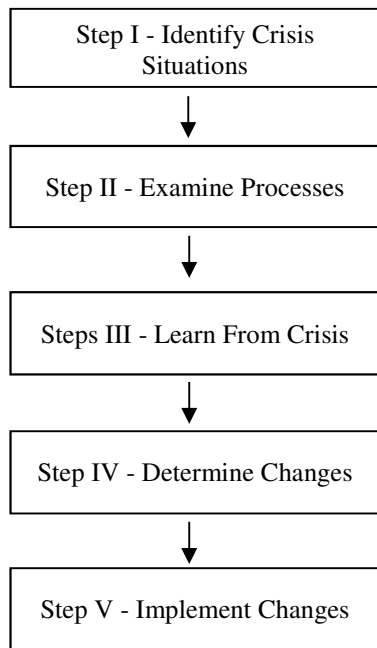 Step I - Identify Crisis
Situations
Step II - Examine Processes
Steps III - Learn From Crisis
Step IV - Determine Changes
Step V - Implement Changes